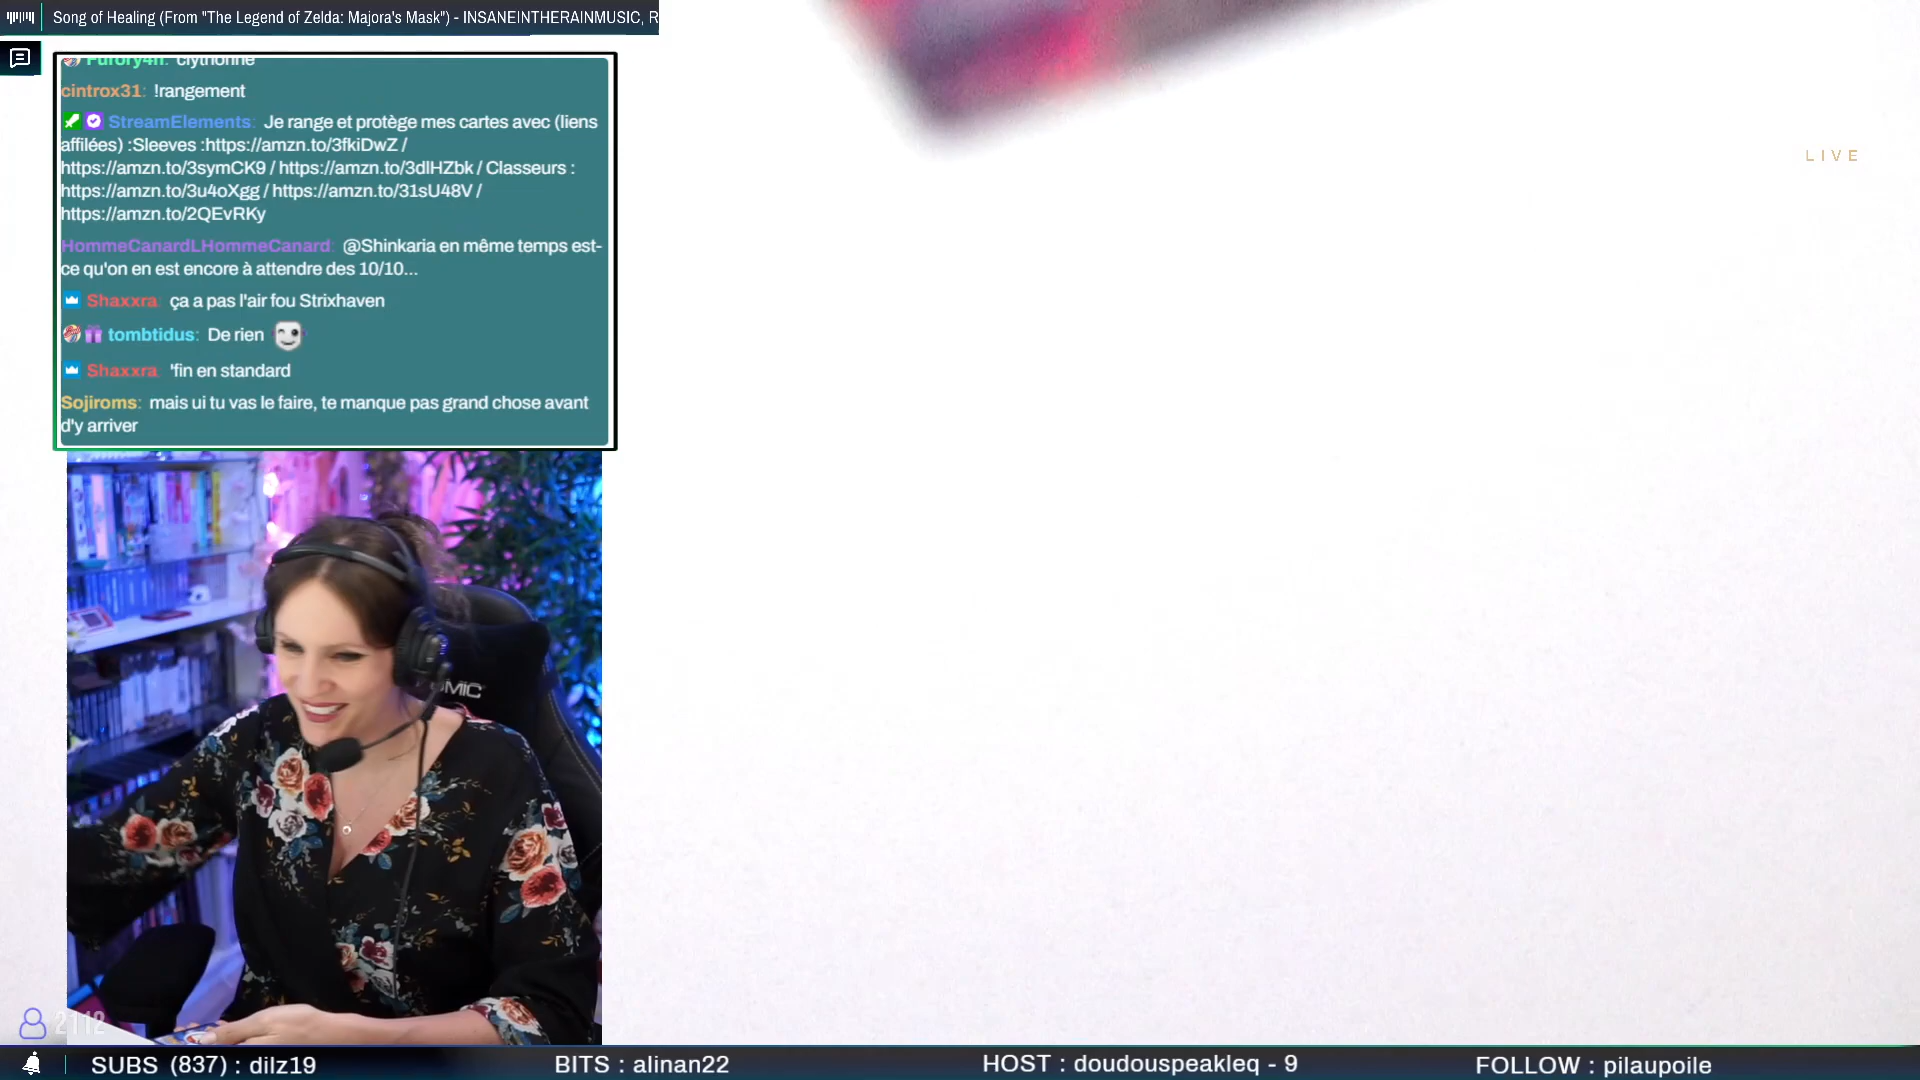 Song of Healing (From "The Legend of Zelda: Majora's Mask") - INSANEINTHERAINMUSIC, R
Furory4n: clythonne
cintrox31: !rangement
StreamElements: Je range et protège mes cartes avec (liens
affilées) :Sleeves :https://amzn.to/3fkiDwZ /
https://amzn.to/3symCK9 / https://amzn.to/3dlHZbk / Classeurs :
https://amzn.to/3u4oXgg / https://amzn.to/31sU48V /
https://amzn.to/2QEvRKy
HommeCanardLHommeCanard: @Shinkaria en même temps est-
ce qu'on en est encore à attendre des 10/10...
Shaxxra: ça a pas l'air fou Strixhaven
tombtidus: De rien
Shaxxra: 'fin en standard
Sojiroms: mais ui tu vas le faire, te manque pas grand chose avant
d'y arriver
LIVE
OMIC
2112
SUBS (837) : dilz19
BITS : alinan22
HOST : doudouspeakleq - 9
FOLLOW : pilaupoile